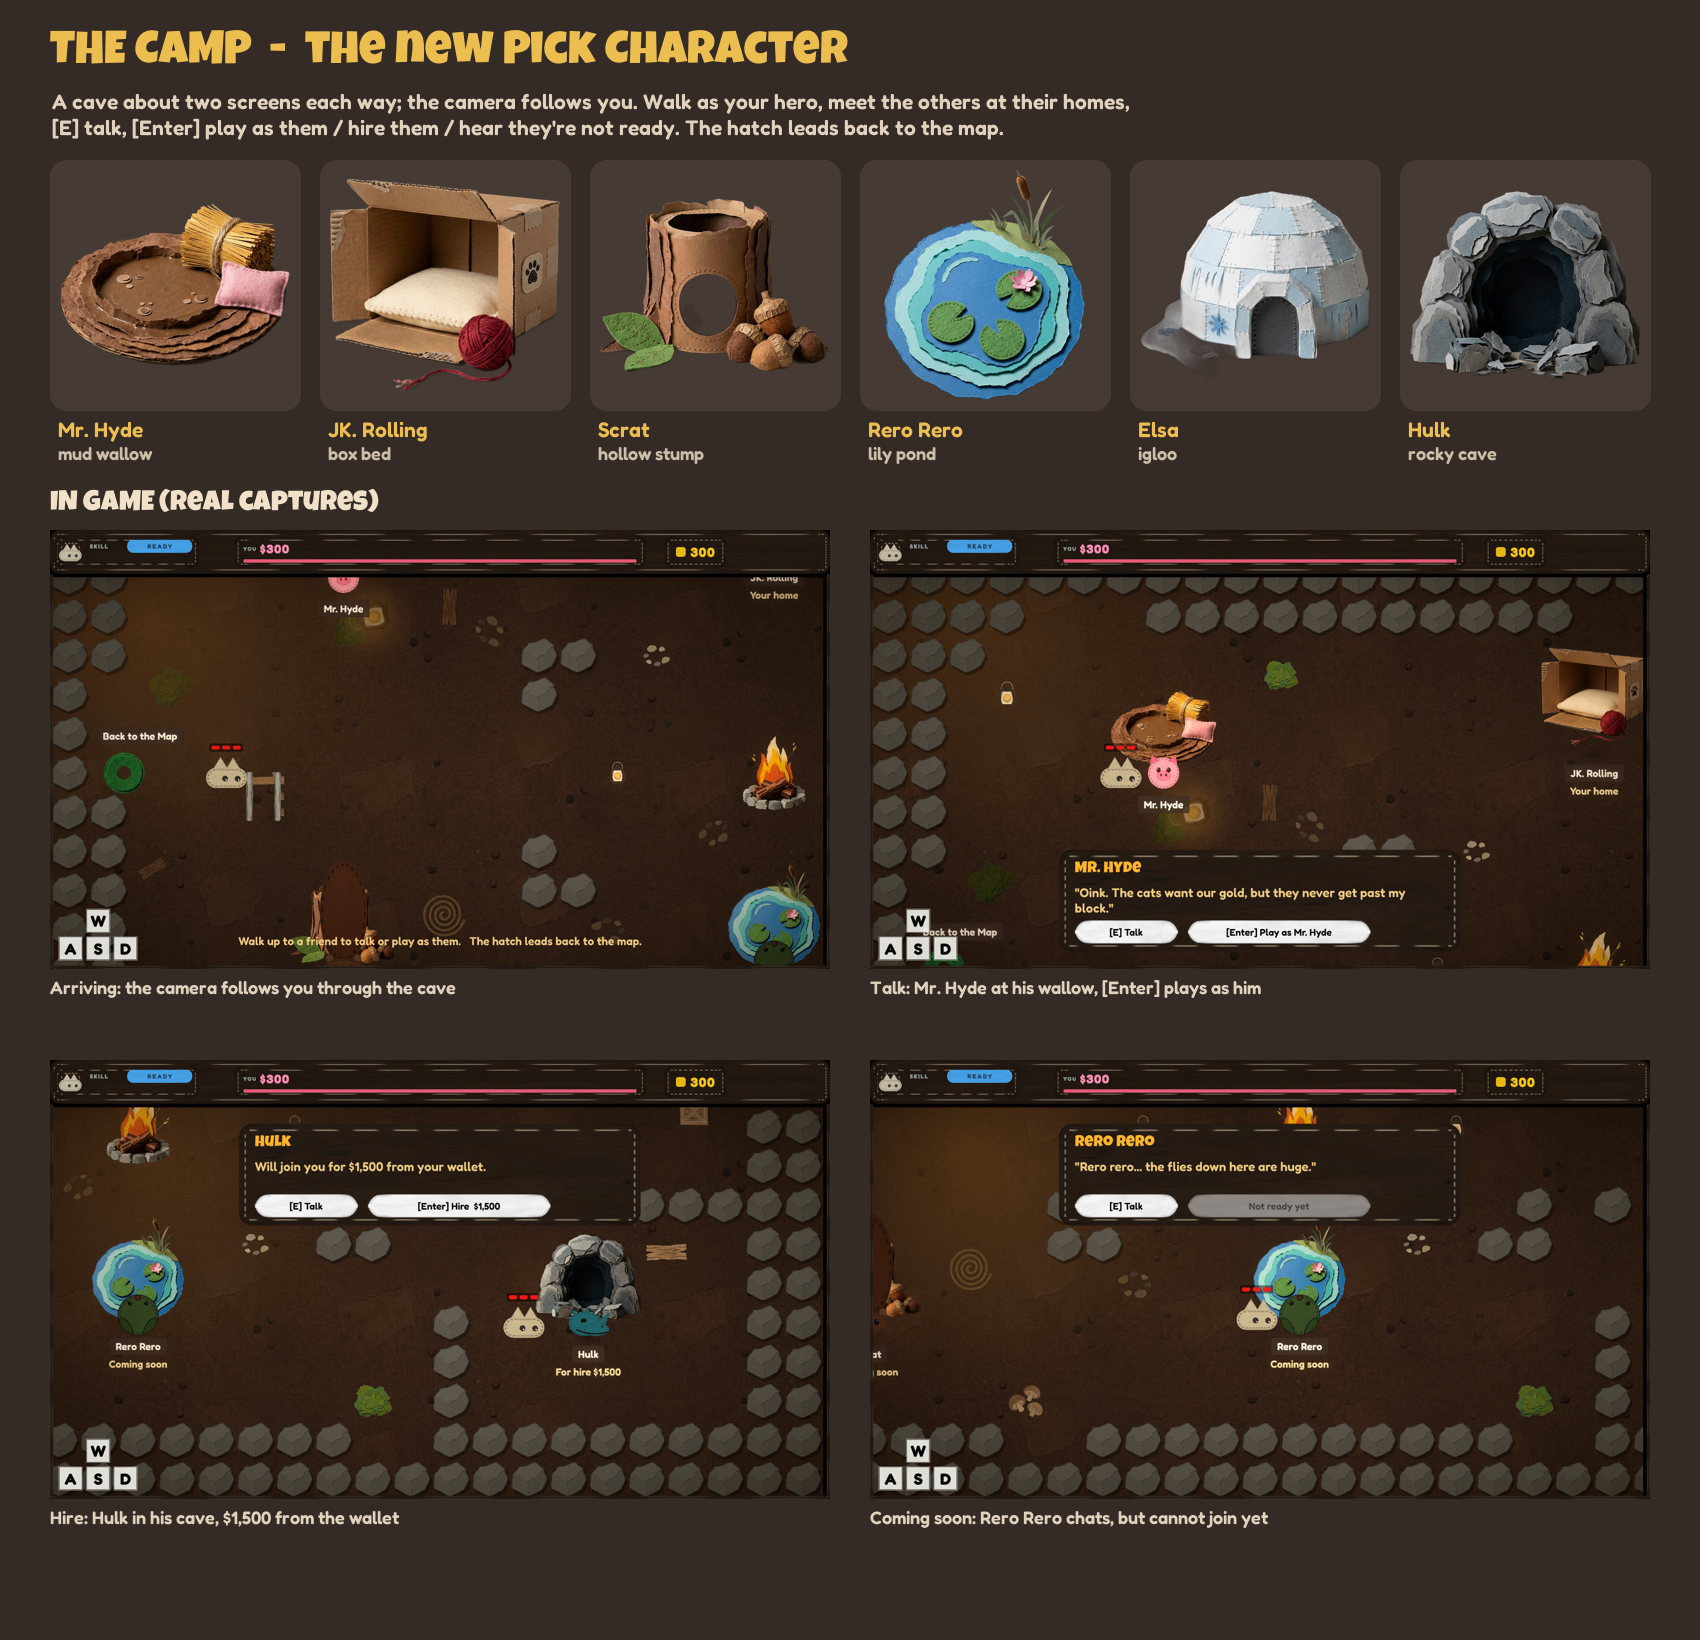 THE CAMP - THE NEW PICK CHARACTER
A cave about two screens each way; the camera follows you. Walk as your hero, meet the others at their homes,
[E] talk, [Enter] play as them / hire them / hear they're not ready. The hatch leads back to the map.
Mr. Hyde
mud wallow
JK. Rolling
box bed
Scrat
hollow stump
Rero Rero
lily pond
Elsa
igloo
Hulk
rocky cave
IN GAME (REAL CAPTURES)
SKILL
READY
YOU $300
300
Mr. Hyde
JK. Rolling
Your home
Back to the Map
W
A S D
Walk up to a friend to talk or play as them. The hatch leads back to the map.
Arriving: the camera follows you through the cave
SKILL
READY
YOU $300
300
JK. Rolling
Your home
Mr. Hyde
MR. HYDE
"Oink. The cats want our gold, but they never get past my
block."
[E] Talk
[Enter] Play as Mr. Hyde
Back to the Map
W
A S D
Talk: Mr. Hyde at his wallow, [Enter] plays as him
SKILL
READY
YOU $300
300
HULK
Will join you for $1,500 from your wallet.
[E] Talk
[Enter] Hire $1,500
Rero Rero
Coming soon
Hulk
For hire $1,500
W
A S D
Hire: Hulk in his cave, $1,500 from the wallet
SKILL
READY
YOU $300
300
RERO RERO
"Rero rero... the flies down here are huge."
[E] Talk
Not ready yet
Rero Rero
Coming soon
at
soon
W
A S D
Coming soon: Rero Rero chats, but cannot join yet